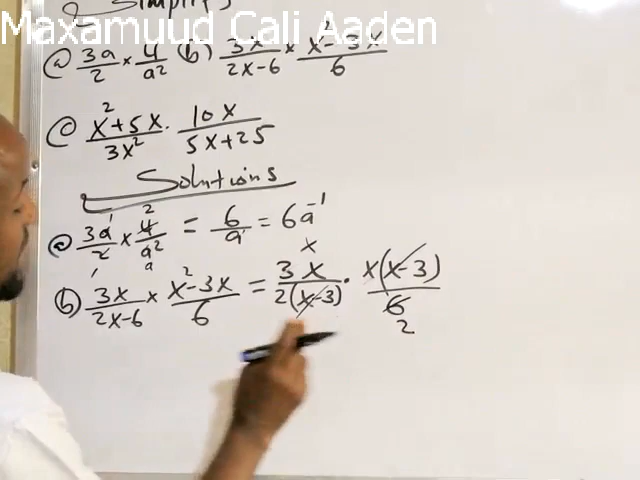 2 Simplify
Maxamuud Cali Aaden
(a) 3a/2 × 4/a² (b) 3x/2x-6 × x²-3x/6
(c) x²+5x/3x² · 10x/5x+25
Solutions
(a) 3a/2 × 4/a² = 6/a = 6a⁻¹
(b) 3x/2x-6 × x²-3x/6 = 3x/2(x-3) · x(x-3)/6